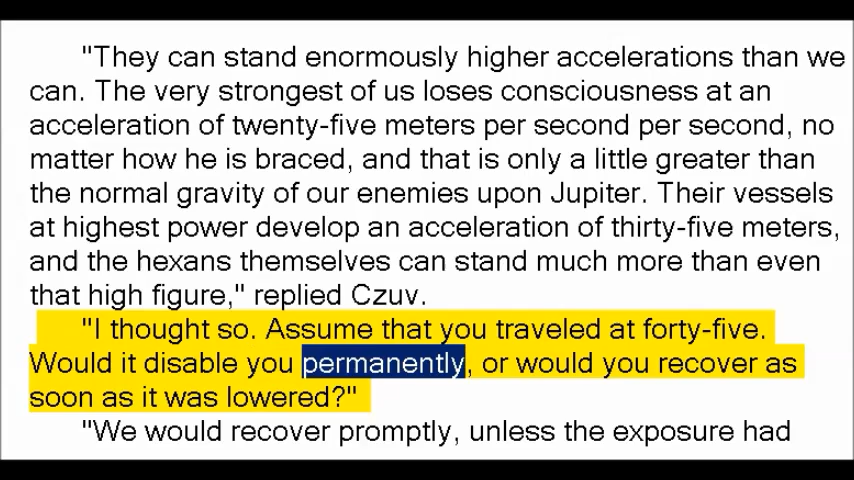 "They can stand enormously higher accelerations than we
can. The very strongest of us loses consciousness at an
acceleration of twenty-five meters per second per second, no
matter how he is braced, and that is only a little greater than
the normal gravity of our enemies upon Jupiter. Their vessels
at highest power develop an acceleration of thirty-five meters,
and the hexans themselves can stand much more than even
that high figure," replied Czuv.
"I thought so. Assume that you traveled at forty-five.
Would it disable you permanently, or would you recover as
soon as it was lowered?"
"We would recover promptly, unless the exposure had